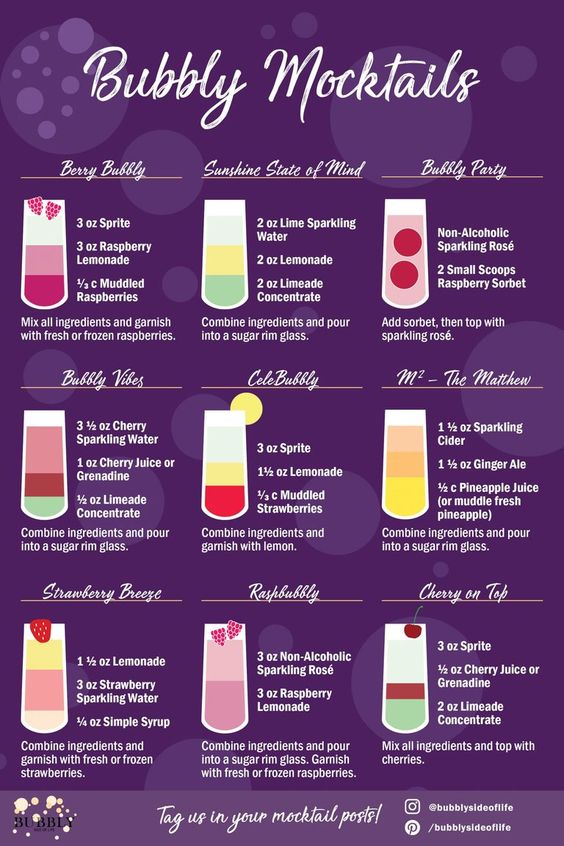 Bubbly Mocktails
Berry Bubbly
3 oz Sprite
3 oz Raspberry
Lemonade
⅓ c Muddled
Raspberries
Mix all ingredients and garnish
with fresh or frozen raspberries.
Sunshine State of Mind
2 oz Lime Sparkling
Water
2 oz Lemonade
2 oz Limeade
Concentrate
Combine ingredients and pour
into a sugar rim glass.
Bubbly Party
Non-Alcoholic
Sparkling Rosé
2 Small Scoops
Raspberry Sorbet
Add sorbet, then top with
sparkling rosé.
Bubbly Vibes
3 ½ oz Cherry
Sparkling Water
1 oz Cherry Juice or
Grenadine
½ oz Limeade
Concentrate
Combine ingredients and pour
into a sugar rim glass.
CeleBubbly
3 oz Sprite
1½ oz Lemonade
⅓ c Muddled
Strawberries
Combine ingredients and
garnish with lemon.
M² – The Matthew
1 ½ oz Sparkling
Cider
1 ½ oz Ginger Ale
½ c Pineapple Juice
(or muddle fresh
pineapple)
Combine ingredients and pour
into a sugar rim glass.
Strawberry Breeze
1 ½ oz Lemonade
3 oz Strawberry
Sparkling Water
¼ oz Simple Syrup
Combine ingredients and
garnish with fresh or frozen
strawberries.
Raspbubbly
3 oz Non-Alcoholic
Sparkling Rosé
3 oz Raspberry
Lemonade
Combine ingredients and pour
into a sugar rim glass. Garnish
with fresh or frozen raspberries.
Cherry on Top
3 oz Sprite
½ oz Cherry Juice or
Grenadine
2 oz Limeade
Concentrate
Mix all ingredients and top with
cherries.
BUBBLY
SIDE OF LIFE
Tag us in your mocktail posts!
@bubblysideoflife
/bubblysideoflife